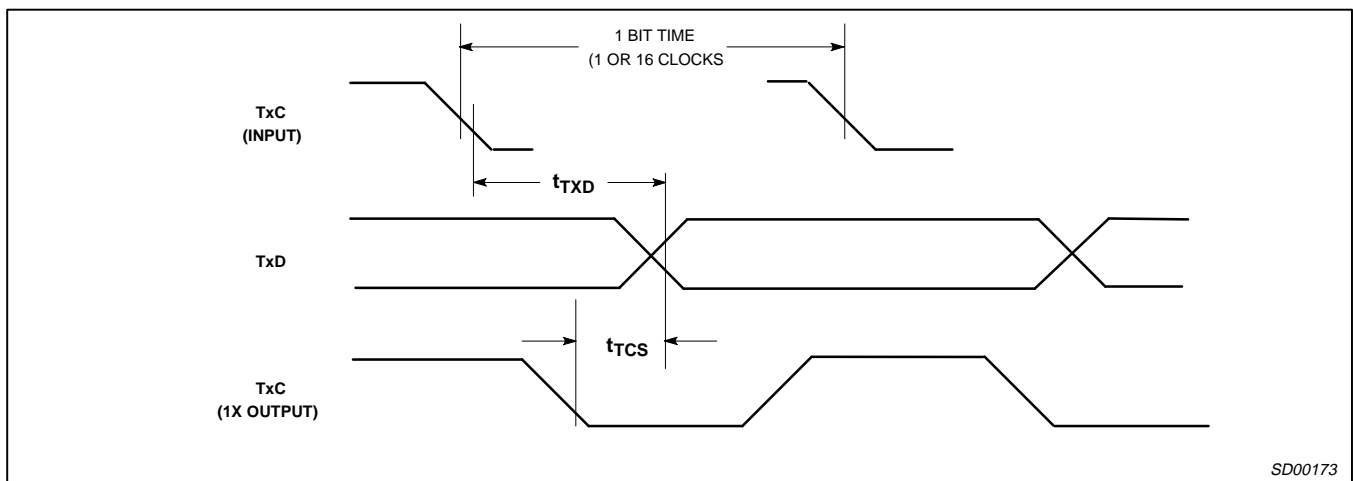 1 BIT TIME
(1 OR 16 CLOCKS
TxC
(INPUT)
tTXD
TxD
tTCS
TxC
(1X OUTPUT)
SD00173